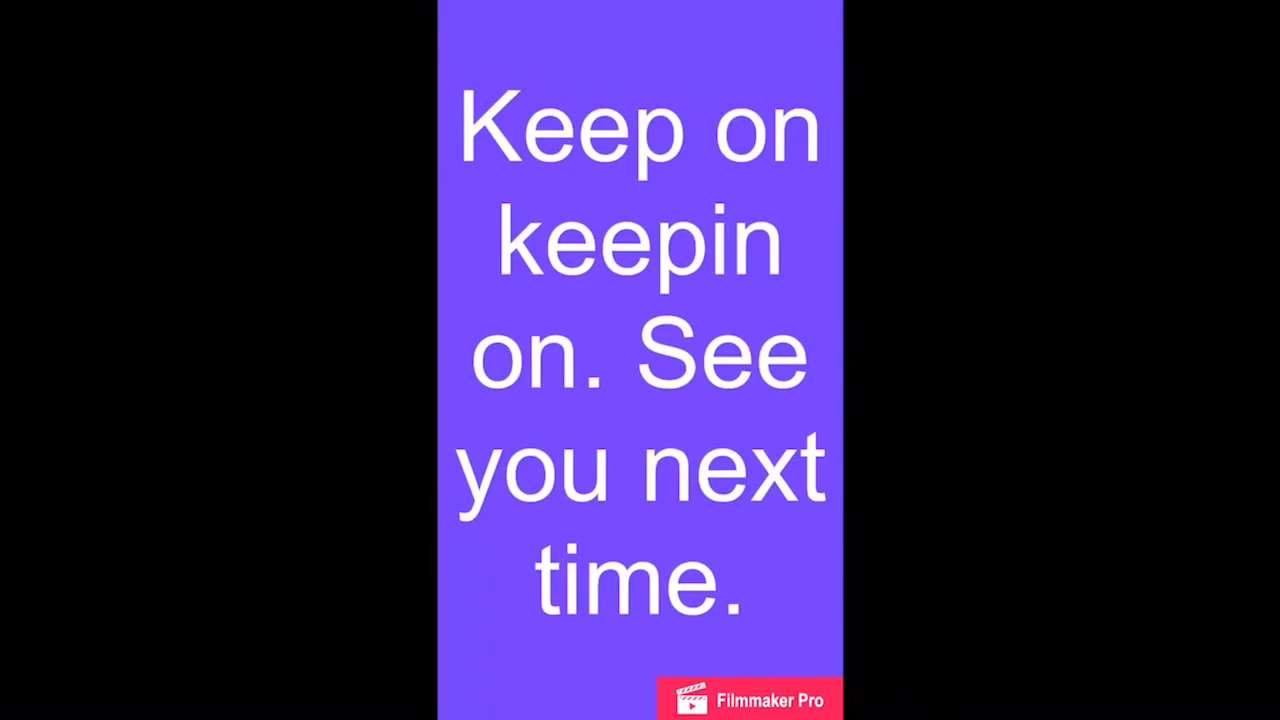 Keep on
keepin
on. See
you next
time.
Filmmaker Pro